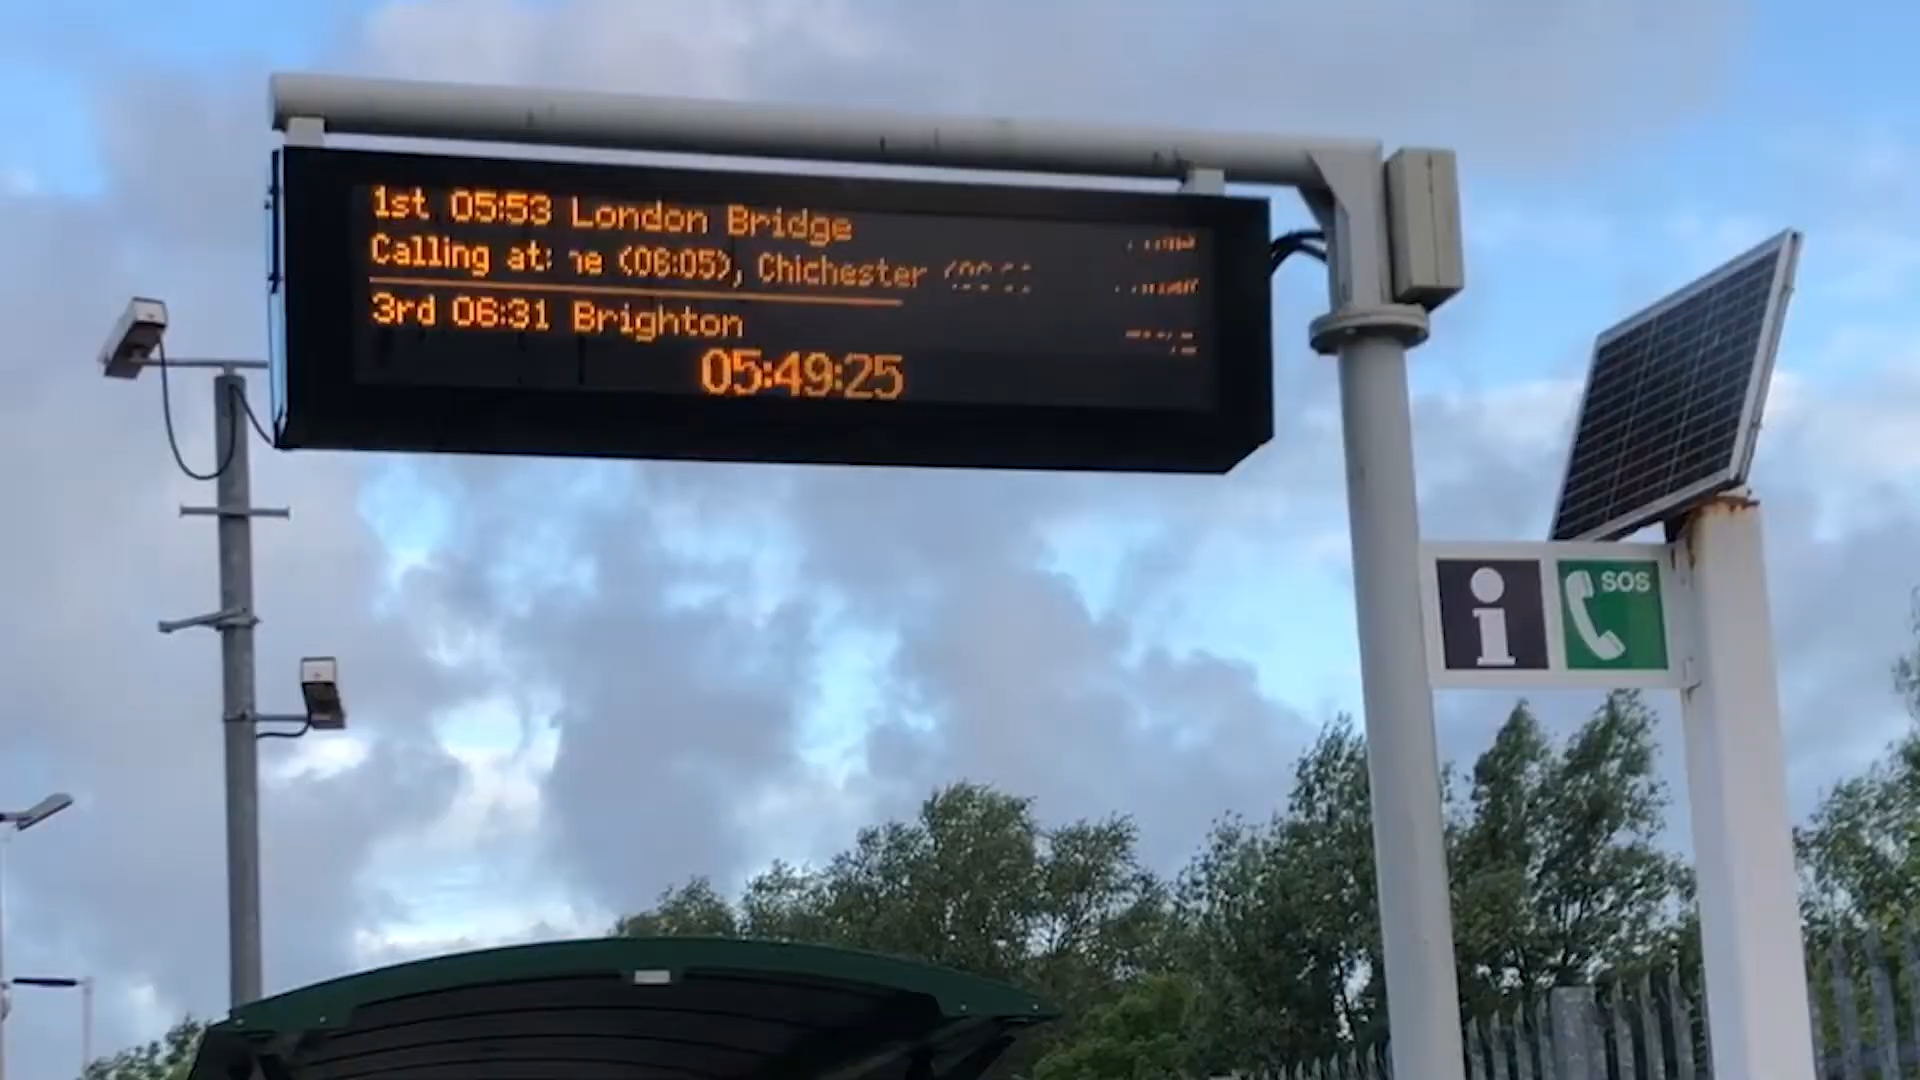 1st 05:53 London Bridge
Calling at: ne (06:05), Chichester
3rd 06:31 Brighton
05:49:25
i SOS